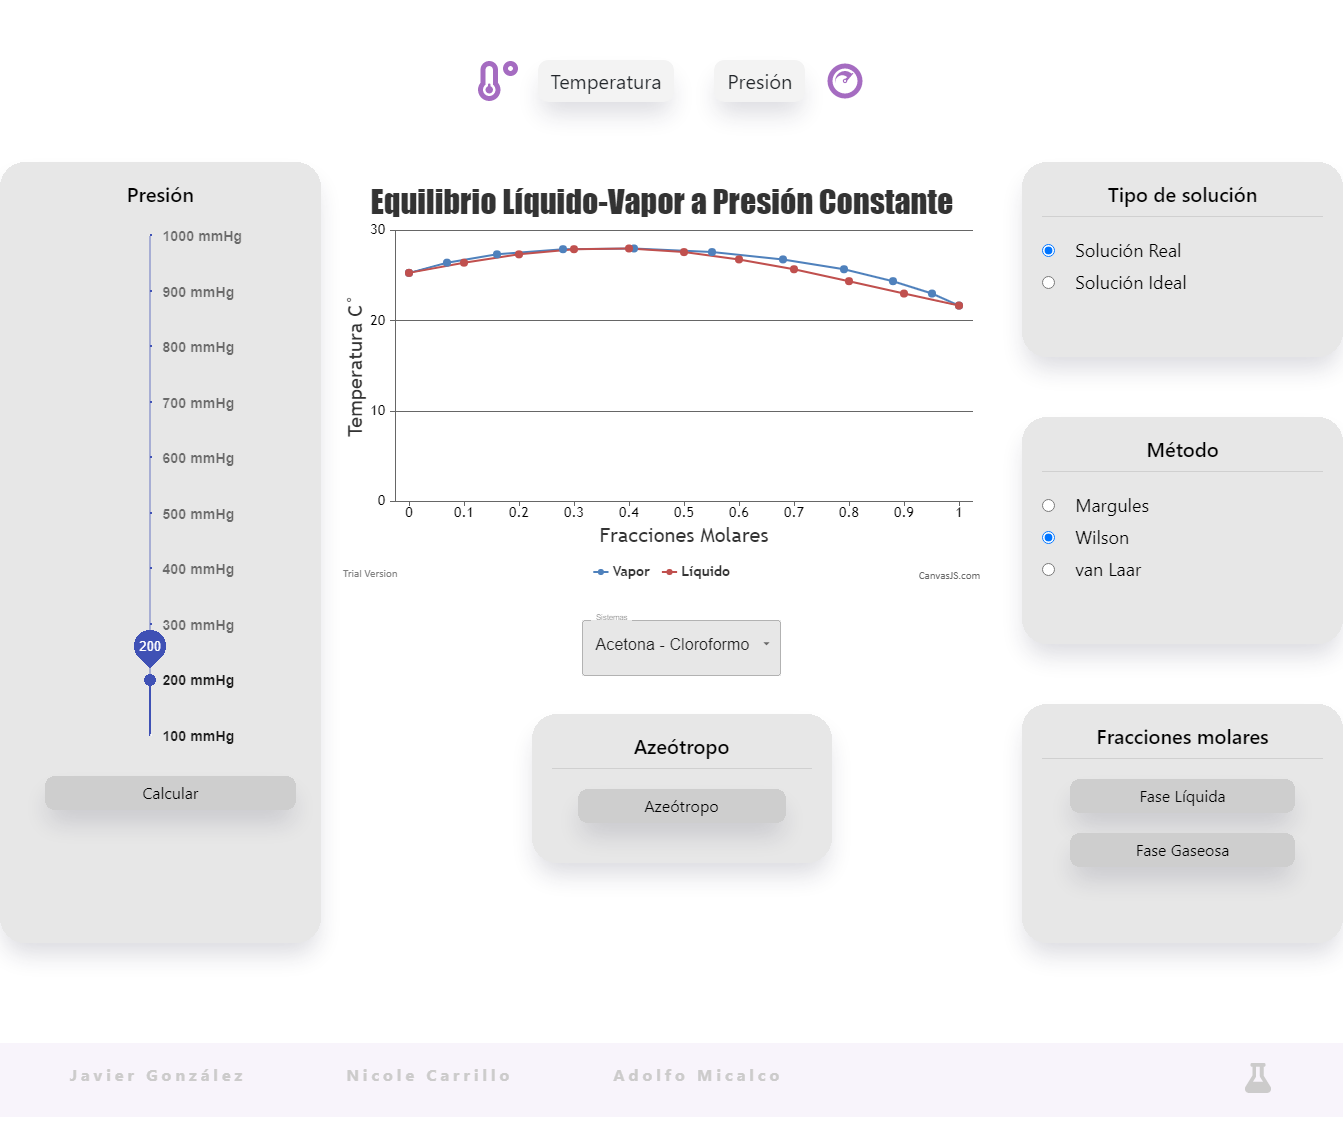 Temperatura
Presión
Presión
1000 mmHg
900 mmHg
800 mmHg
700 mmHg
600 mmHg
500 mmHg
400 mmHg
300 mmHg
200
200 mmHg
100 mmHg
Calcular
Equilibrio Líquido-Vapor a Presión Constante
Temperatura C°
30
20
10
0
0 0.1 0.2 0.3 0.4 0.5 0.6 0.7 0.8 0.9 1
Fracciones Molares
Trial Version
Vapor Líquido
CanvasJS.com
Sistemas
Acetona - Cloroformo
Azeótropo
Azeótropo
Tipo de solución
Solución Real
Solución Ideal
Método
Margules
Wilson
van Laar
Fracciones molares
Fase Líquida
Fase Gaseosa
Javier González Nicole Carrillo Adolfo Micalco